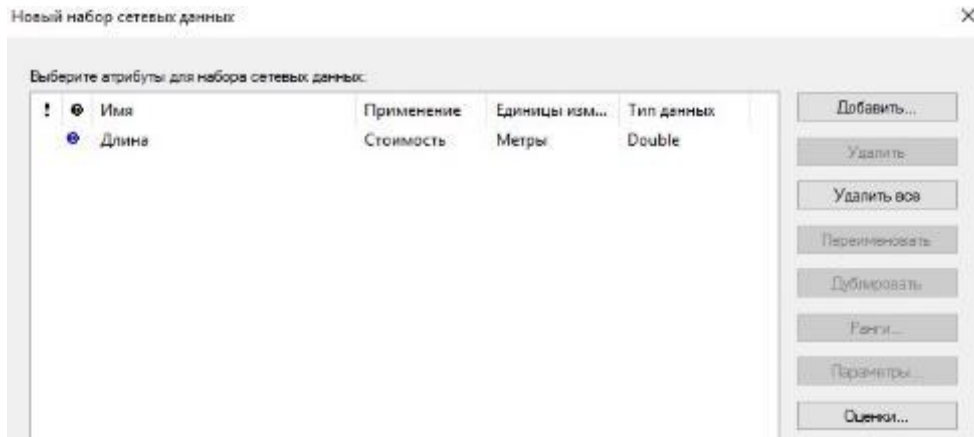 Новый набор сетевых данных
Выберите атрибуты для набора сетевых данных:
! Имя Применение Единицы изм... Тип данных
Длина Стоимость Метры Double
Добавить...
Удалить
Удалить все
Переименовать
Дублировать
Ранги...
Параметры...
Оценки...